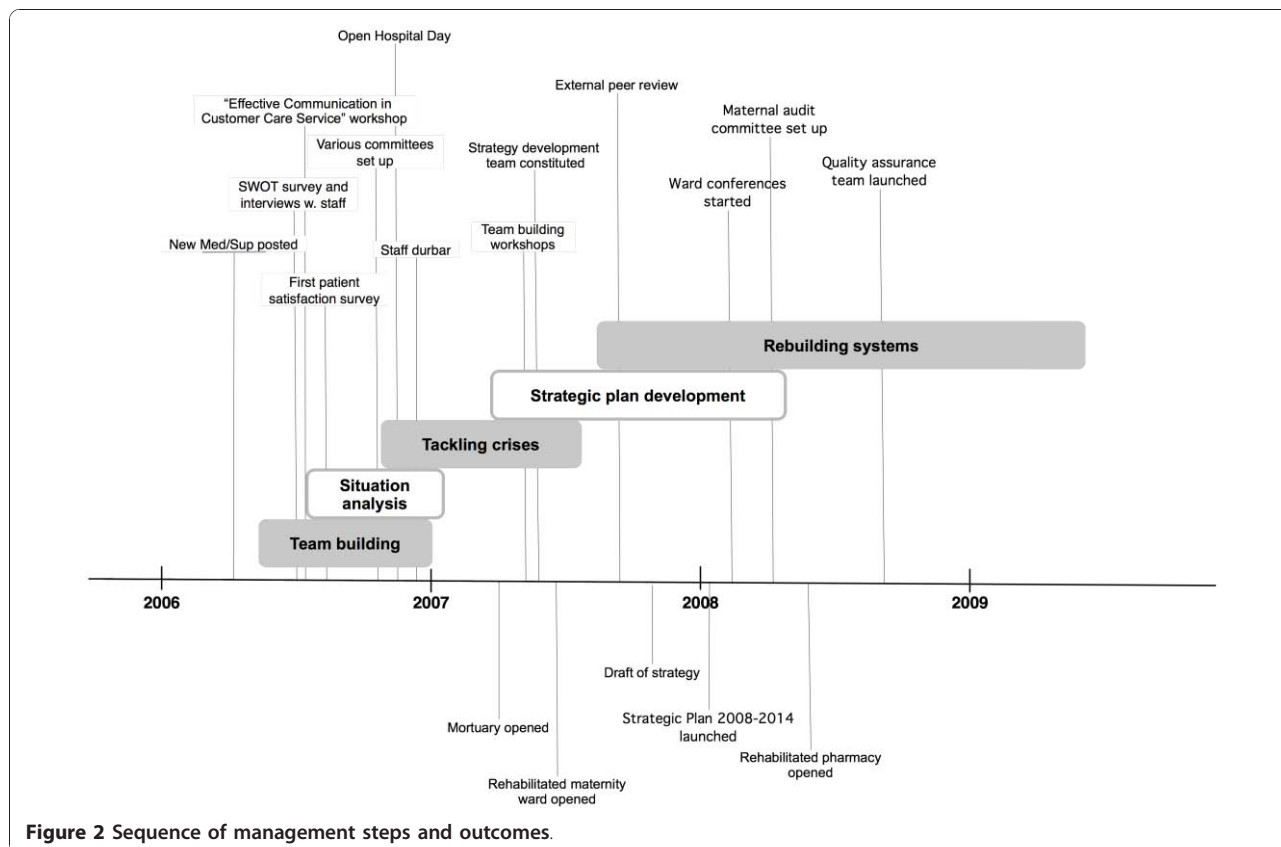 Open Hospital Day
External peer review
"Effective Communication in
Customer Care Service" workshop
Maternal audit
committee set up
Various committees
set up
Strategy development
team constituted
Quality assurance
team launched
SWOT survey and
interviews w. staff
Ward conferences
started
New Med/Sup posted
Staff durbar
Team building
workshops
First patient
satisfaction survey
Rebuilding systems
Strategic plan development
Tackling crises
Situation
analysis
Team building
2006
2007
2008
2009
Draft of strategy
Mortuary opened
Strategic Plan 2008-2014
launched
Rehabilitated pharmacy
opened
Rehabilitated maternity
ward opened
Figure 2 Sequence of management steps and outcomes.